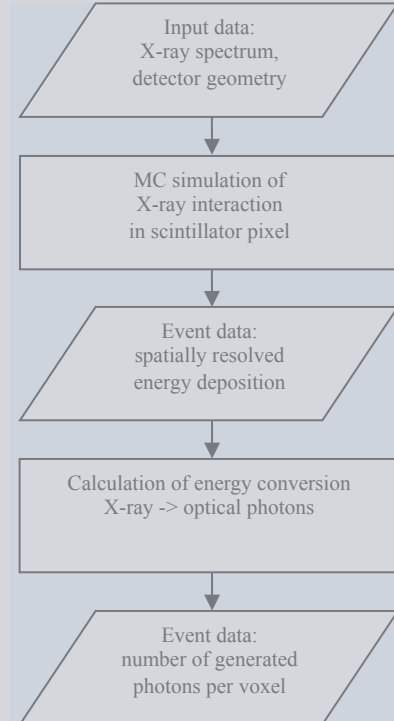 Input data:
X-ray spectrum,
detector geometry
MC simulation of
X-ray interaction
in scintillator pixel
Event data:
spatially resolved
energy deposition
Calculation of energy conversion
X-ray -> optical photons
Event data:
number of generated
photons per voxel